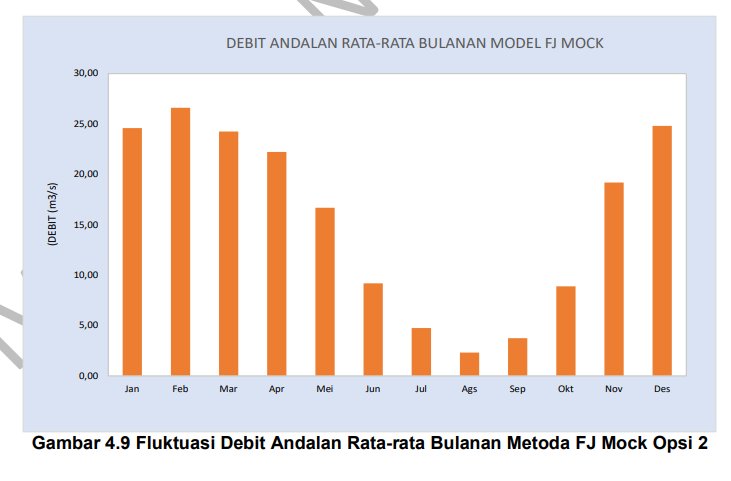 DEBIT ANDALAN RATA-RATA BULANAN MODEL FJ MOCK
30,00
25,00
20,00
15,00
10,00
5,00
0,00
(DEBIT (m3/s)
Jan Feb Mar Apr Mei Jun Jul Ags Sep Okt Nov Des
Gambar 4.9 Fluktuasi Debit Andalan Rata-rata Bulanan Metoda FJ Mock Opsi 2